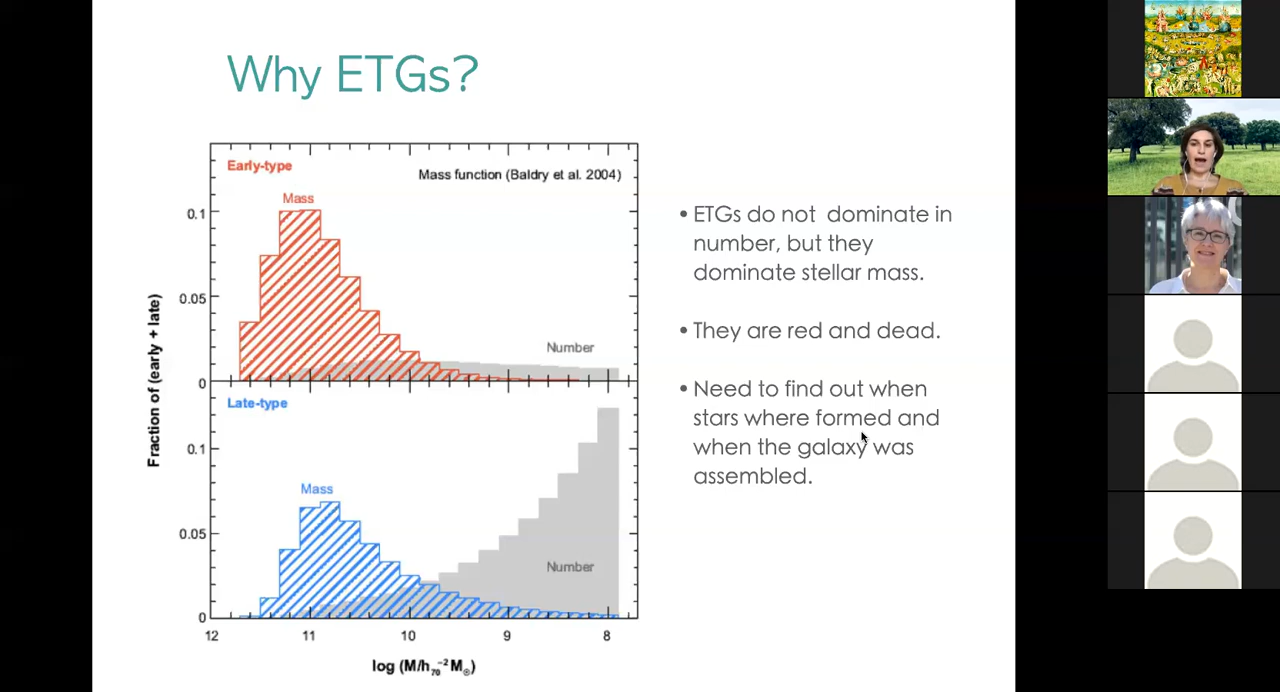 Why ETGs?
Early-type
Mass function (Baldry et al. 2004)
Mass
0.1
0.05
Number
0
Late-type
Fraction of (early + late)
0.1
Mass
0.05
Number
0
12 11 10 9 8
log (M/h₇₀⁻² M⊙)
• ETGs do not dominate in
number, but they
dominate stellar mass.
• They are red and dead.
• Need to find out when
stars where formed and
when the galaxy was
assembled.